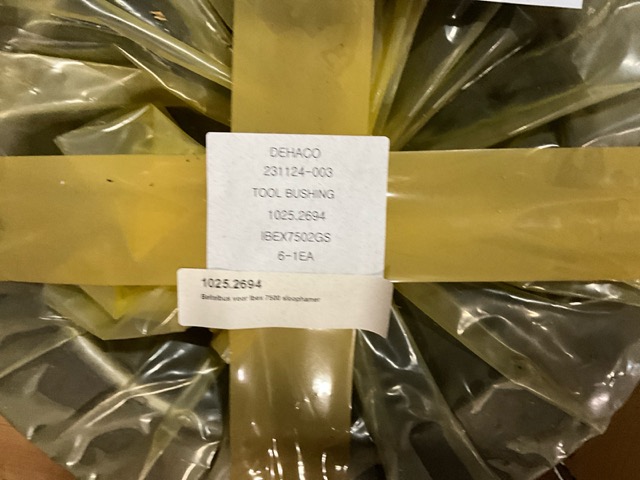 DEHACO
231124-003
TOOL BUSHING
1025.2694
IBEX7502GS
6-1EA
1025.2694
Beitelbus voor Ibex 7500 sloophamer